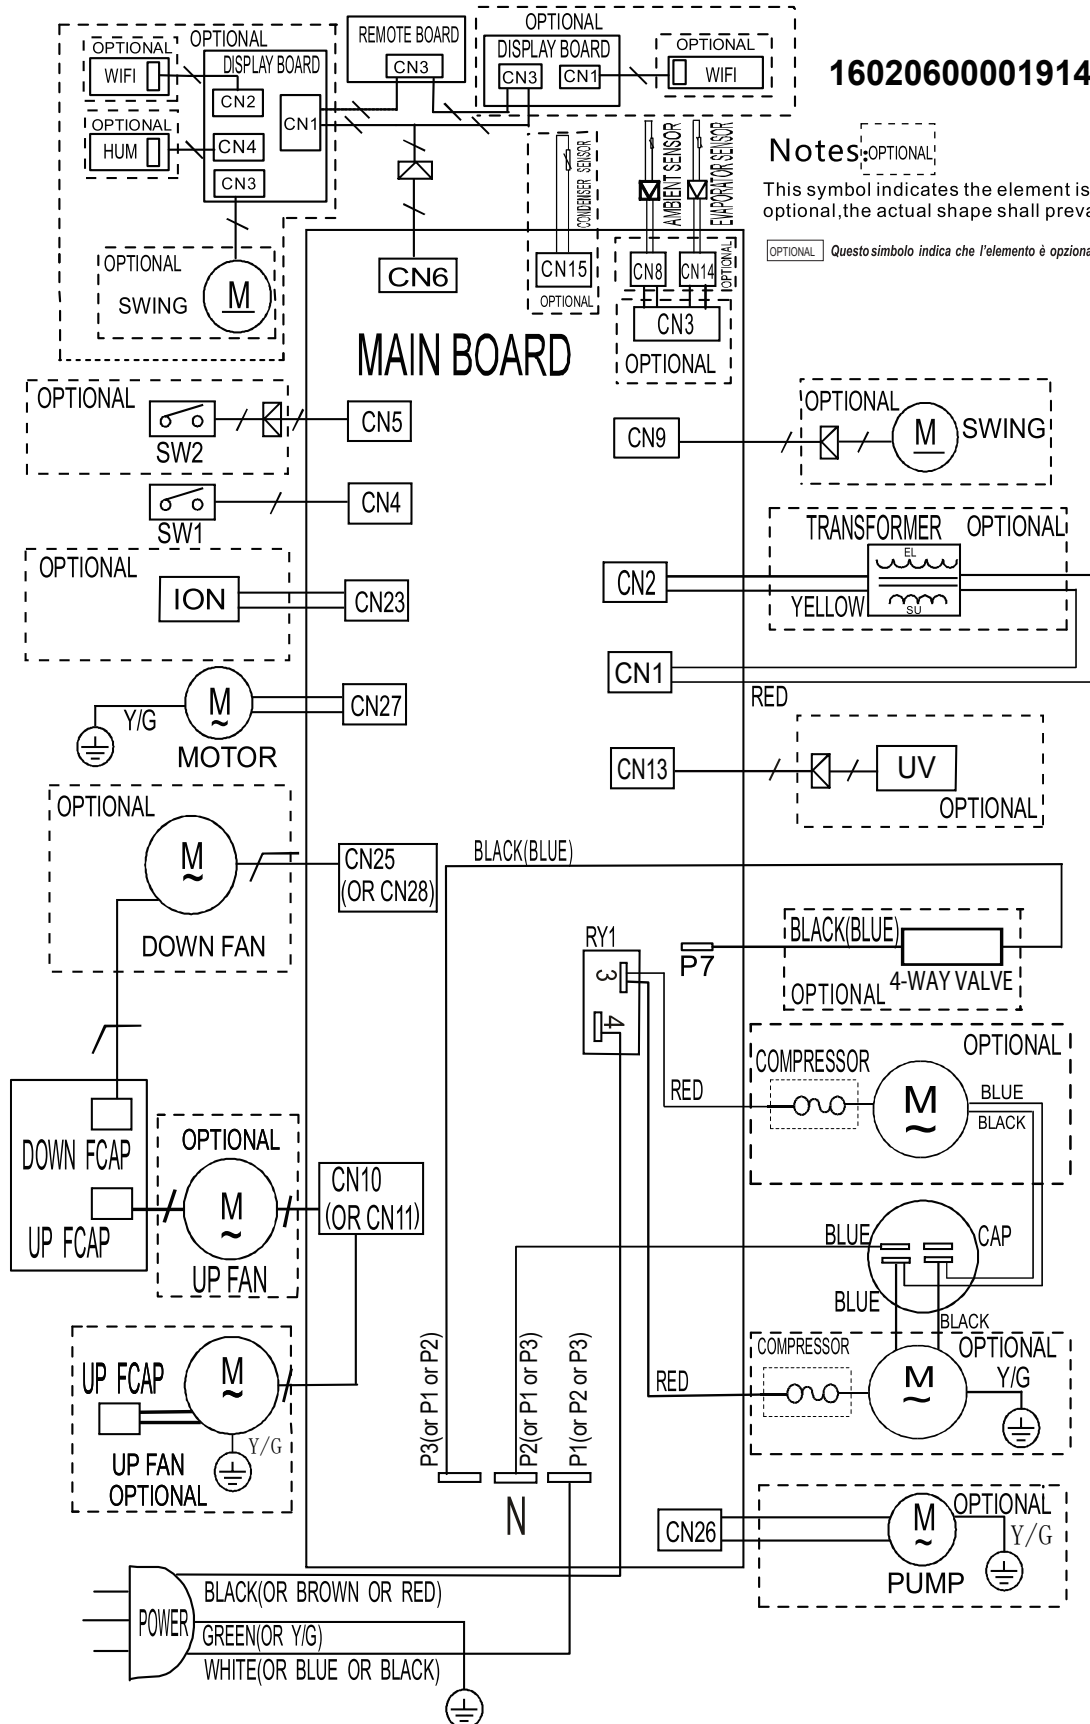 OPTIONAL
WIFI
OPTIONAL
HUM
OPTIONAL
DISPLAY BOARD
CN2
CN4
CN3
CN1
OPTIONAL
SWING
M
REMOTE BOARD
CN3
OPTIONAL
DISPLAY BOARD
CN3
CN1
OPTIONAL
WIFI
16020600001914
Notes: OPTIONAL
This symbol indicates the element is
optional,the actual shape shall preva
OPTIONAL Questo simbolo indica che l'elemento è opziona
CN6
CONDENSER SENSOR
CN15
OPTIONAL
AMBIENT SENSOR
EVAPORATOR SENSOR
CN8
CN14
OPTIONAL
CN3
OPTIONAL
MAIN BOARD
OPTIONAL
SW2
CN5
SW1
CN4
OPTIONAL
ION
CN23
M
~
MOTOR
Y/G
CN27
OPTIONAL
M
~
DOWN FAN
CN25
(OR CN28)
DOWN FCAP
UP FCAP
OPTIONAL
M
~
UP FAN
CN10
(OR CN11)
UP FCAP
M
~
Y/G
UP FAN
OPTIONAL
CN9
OPTIONAL
M
SWING
CN2
TRANSFORMER
OPTIONAL
EL
SU
YELLOW
CN1
RED
CN13
UV
OPTIONAL
BLACK(BLUE)
RY1
3
4
P7
BLACK(BLUE)
4-WAY VALVE
OPTIONAL
OPTIONAL
COMPRESSOR
RED
M
~
BLUE
BLACK
BLUE
CAP
BLUE
BLACK
COMPRESSOR
OPTIONAL
RED
M
~
Y/G
P3(or P1 or P2)
P2(or P1 or P3)
P1(or P2 or P3)
N
CN26
M
~
OPTIONAL
Y/G
PUMP
POWER
BLACK(OR BROWN OR RED)
GREEN(OR Y/G)
WHITE(OR BLUE OR BLACK)